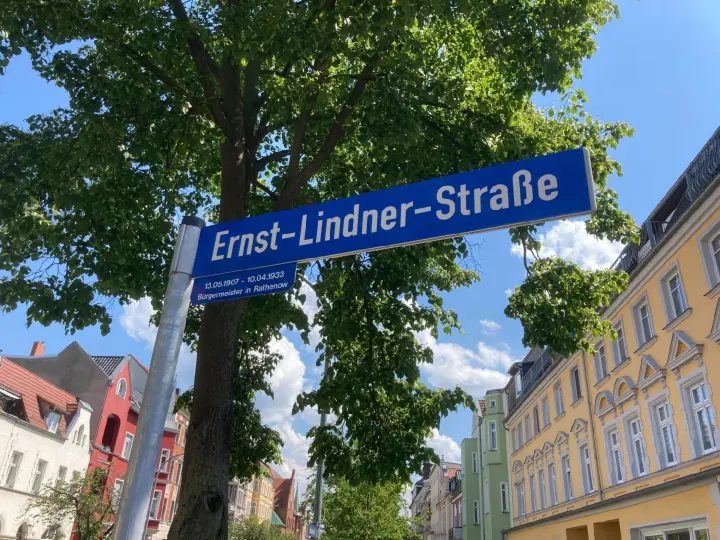 Ernst-Lindner-Straße
13.05.1907 - 10.04.1933
Bürgermeister in Rathenow